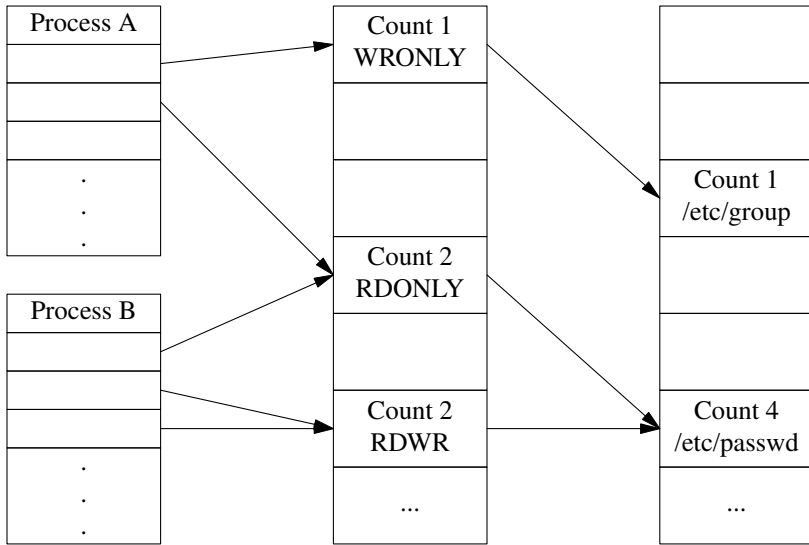 Process A
.
.
.
Process B
.
.
.
Count 1
WRONLY
Count 2
RDONLY
Count 2
RDWR
...
Count 1
/etc/group
Count 4
/etc/passwd
...